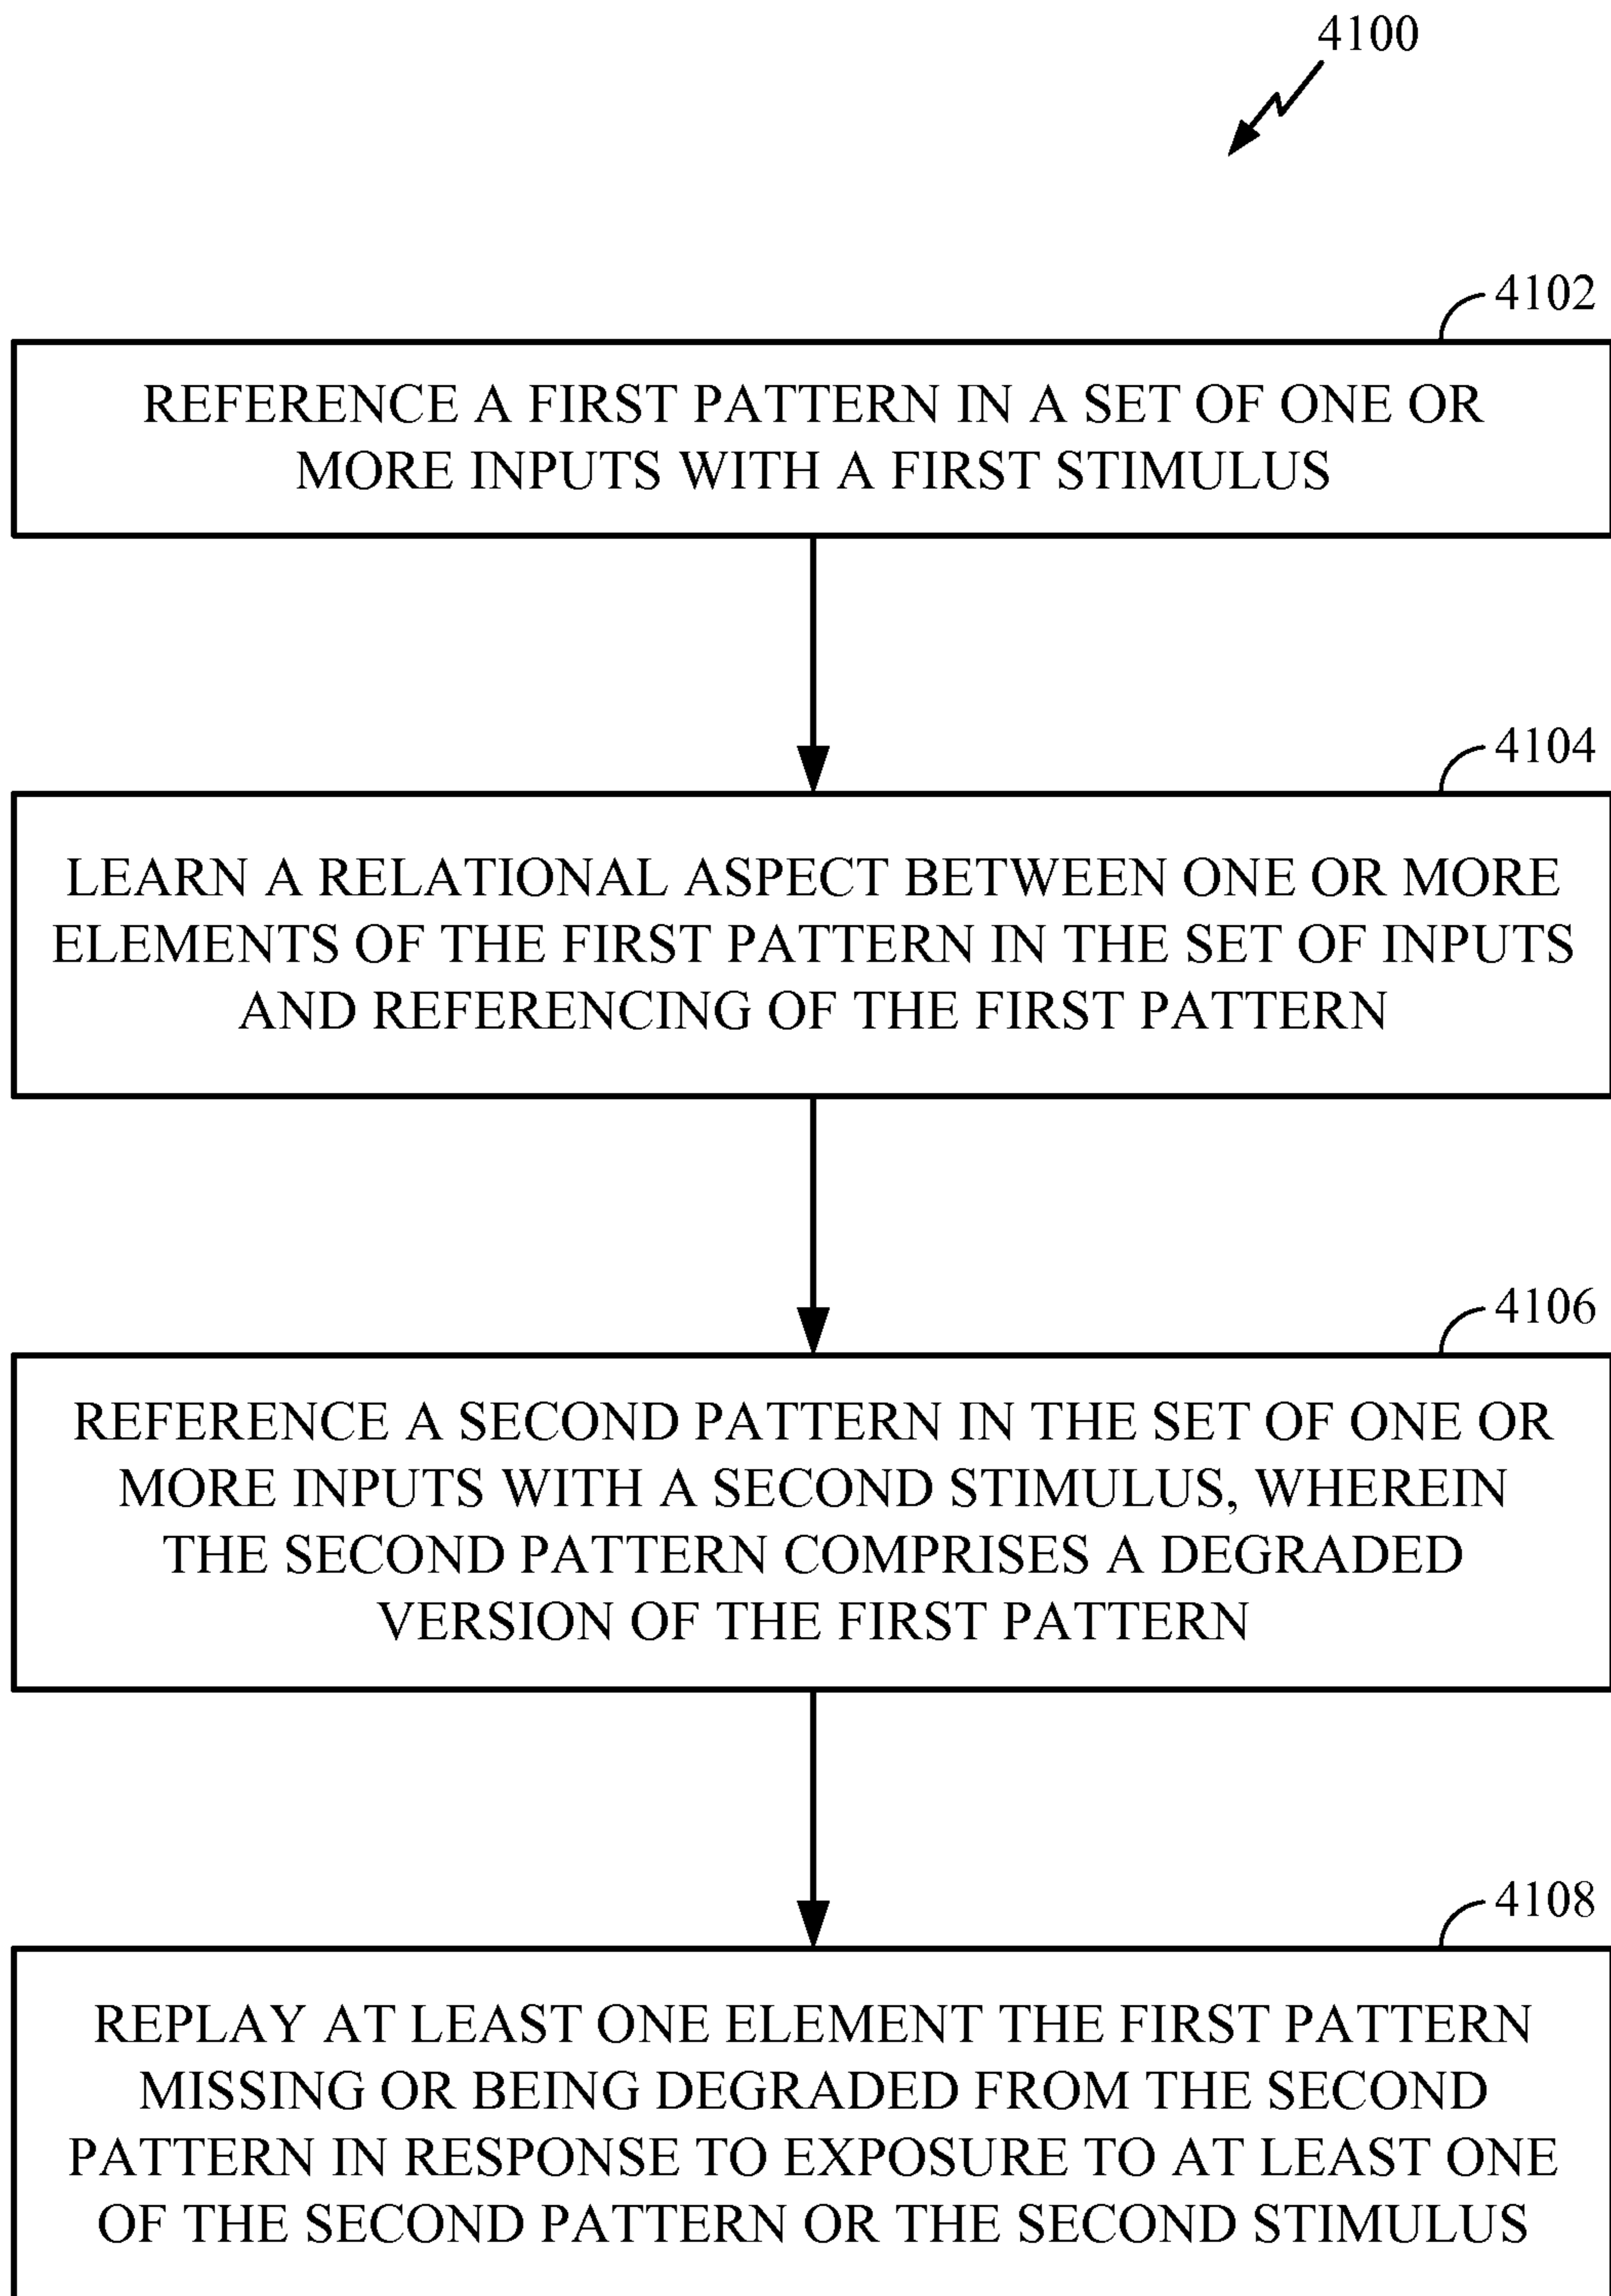 4100
4102
REFERENCE A FIRST PATTERN IN A SET OF ONE OR
MORE INPUTS WITH A FIRST STIMULUS
4104
LEARN A RELATIONAL ASPECT BETWEEN ONE OR MORE
ELEMENTS OF THE FIRST PATTERN IN THE SET OF INPUTS
AND REFERENCING OF THE FIRST PATTERN
4106
REFERENCE A SECOND PATTERN IN THE SET OF ONE OR
MORE INPUTS WITH A SECOND STIMULUS, WHEREIN
THE SECOND PATTERN COMPRISES A DEGRADED
VERSION OF THE FIRST PATTERN
4108
REPLAY AT LEAST ONE ELEMENT THE FIRST PATTERN
MISSING OR BEING DEGRADED FROM THE SECOND
PATTERN IN RESPONSE TO EXPOSURE TO AT LEAST ONE
OF THE SECOND PATTERN OR THE SECOND STIMULUS